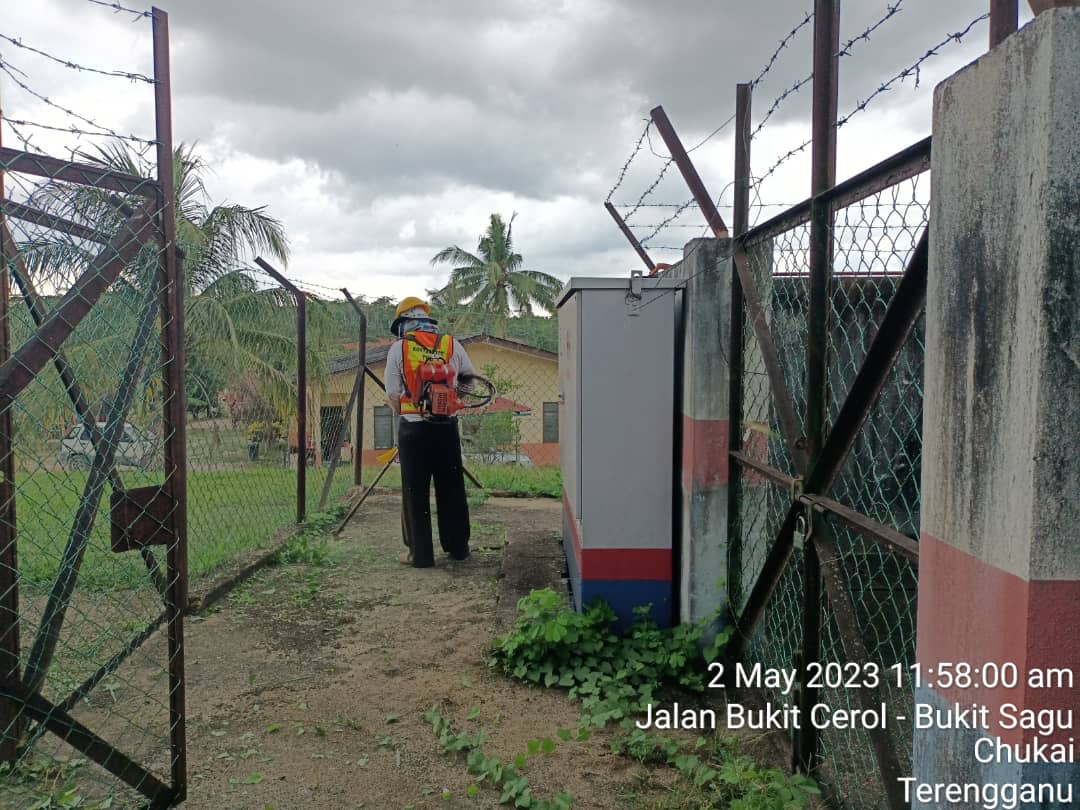 2 May 2023 11:58:00 am
Jalan Bukit Cerol - Bukit Sagu
Chukai
Terengganu